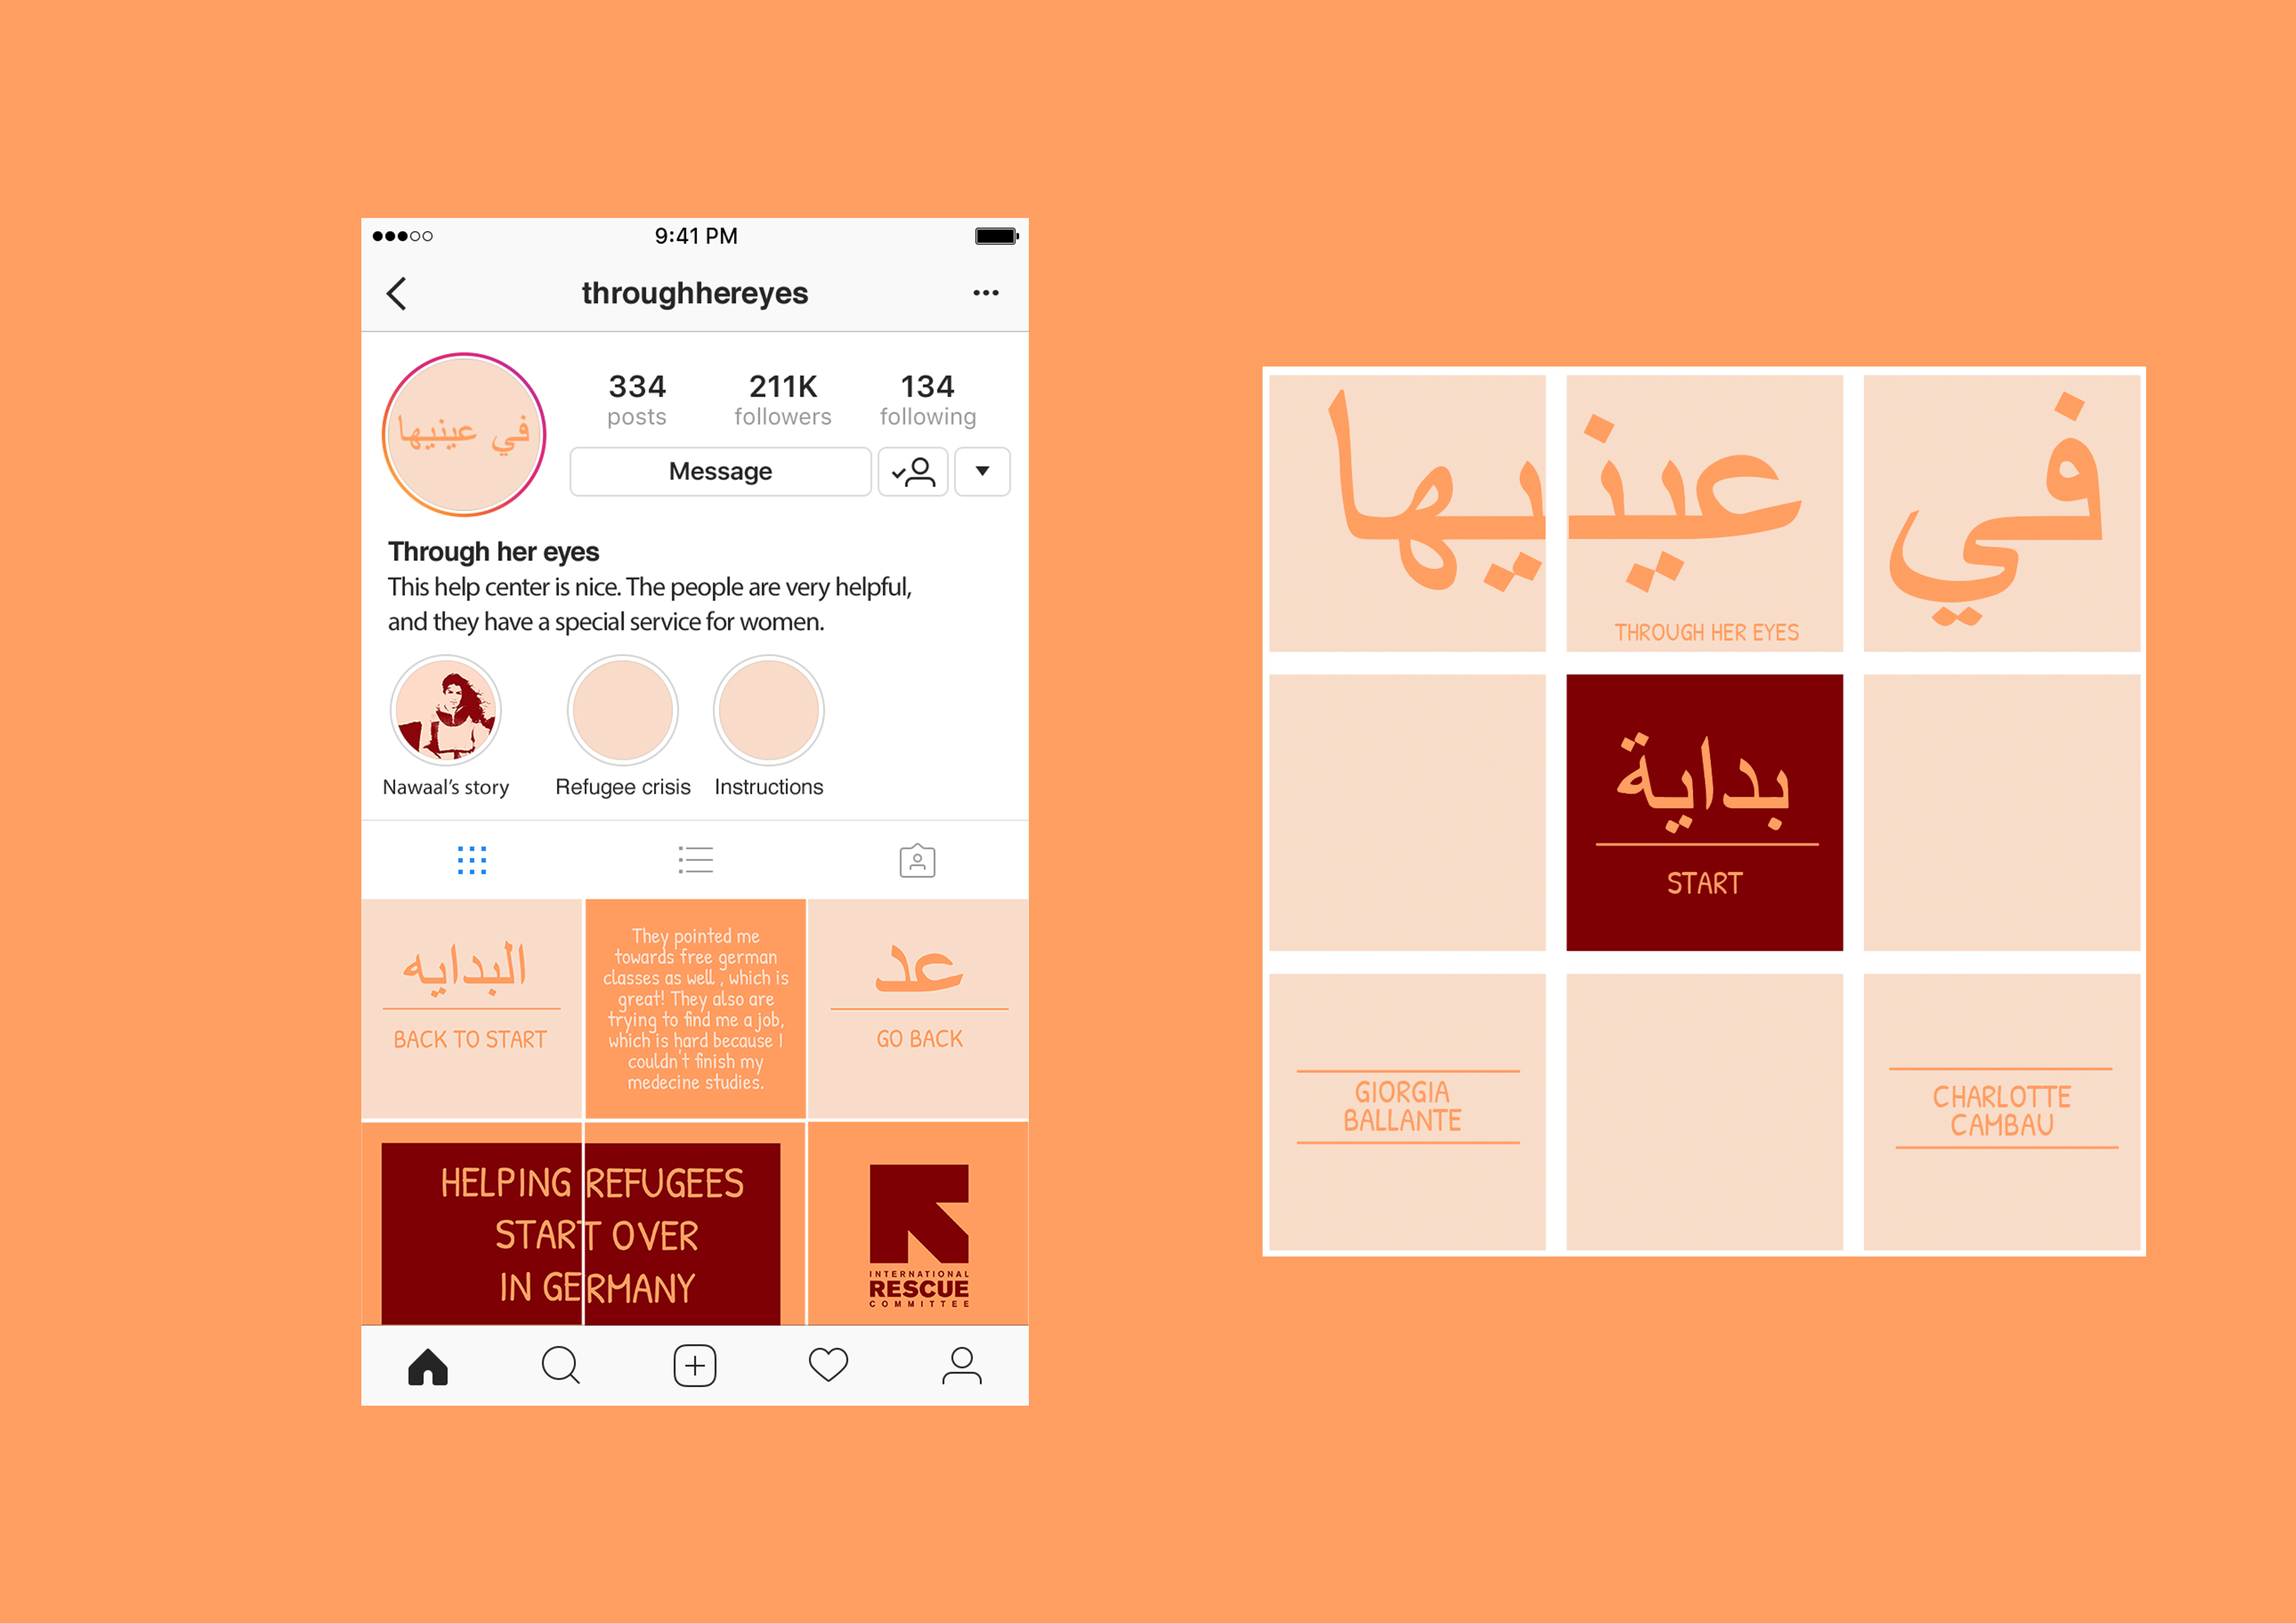 9:41 PM
throughhereyes
في عينيها
334
posts
211K
followers
134
following
Message
Through her eyes
This help center is nice. The people are very helpful,
and they have a special service for women.
Nawaal's story
Refugee crisis
Instructions
البدايه
BACK TO START
They pointed me
towards free german
classes as well , which is
great! They also are
trying to find me a job,
which is hard because I
couldn't finish my
medecine studies.
عد
GO BACK
HELPING REFUGEES
START OVER
IN GERMANY
INTERNATIONAL
RESCUE
COMMITTEE
في عينيها
THROUGH HER EYES
بداية
START
GIORGIA
BALLANTE
CHARLOTTE
CAMBAU